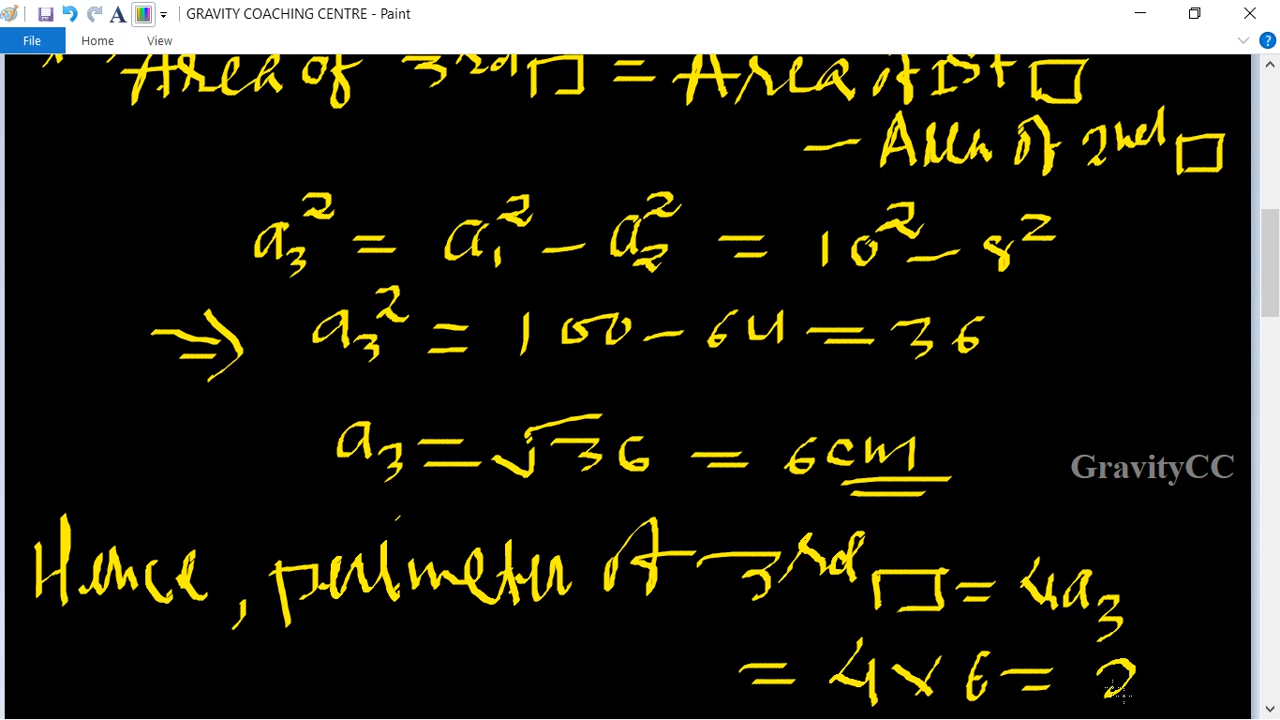 GRAVITY COACHING CENTRE - Paint
File Home View
Area of 3rd □ = Area of 1st □
- Area of 2nd □
a₃² = a₁² - a₂² = 10² - 8²
⇒ a₃² = 100 - 64 = 36
a₃ = √36 = 6cm
GravityCC
Hence, perimeter of 3rd □ = 4a₃
= 4 × 6 = 2